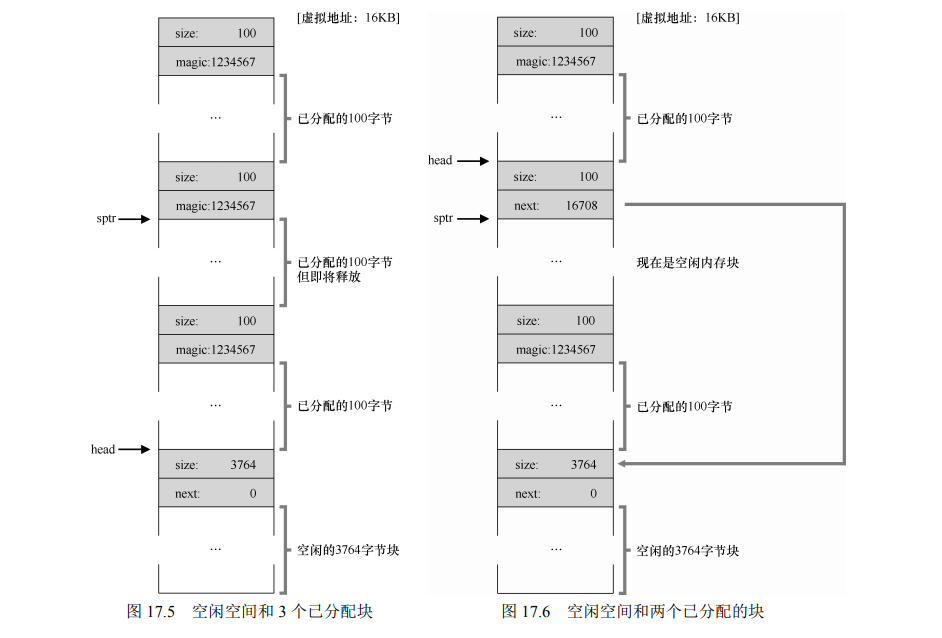 [虚拟地址：16KB]
size: 100
magic:1234567
...
已分配的100字节
size: 100
magic:1234567
sptr
...
已分配的100字节
但即将释放
size: 100
magic:1234567
...
已分配的100字节
head
size: 3764
next: 0
...
空闲的3764字节块
图 17.5 空闲空间和 3 个已分配块
[虚拟地址：16KB]
size: 100
magic:1234567
...
已分配的100字节
head
size: 100
next: 16708
sptr
...
现在是空闲内存块
size: 100
magic:1234567
...
已分配的100字节
size: 3764
next: 0
...
空闲的3764字节块
图 17.6 空闲空间和两个已分配的块